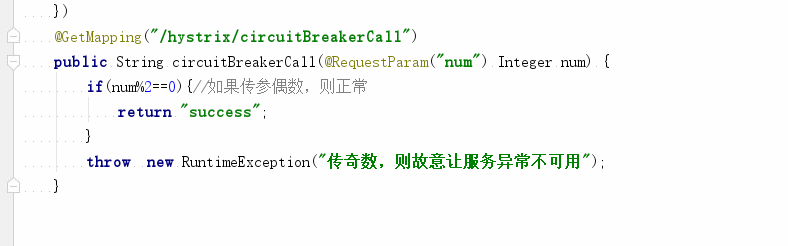 })
@GetMapping("/hystrix/circuitBreakerCall")
public String circuitBreakerCall(@RequestParam("num") Integer num) {
if(num%2==0){//如果传参偶数，则正常
return "success";
}
throw new RuntimeException("传奇数，则故意让服务异常不可用");
}